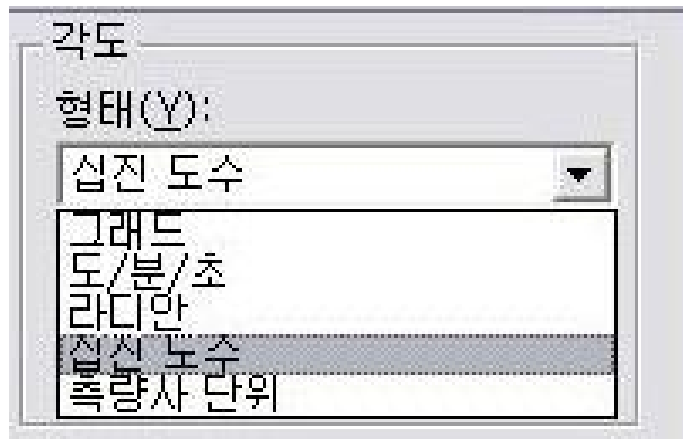 각도
형태(Y):
십진 도수
그래드
도/분/초
라디안
십진 도수
측량사 단위